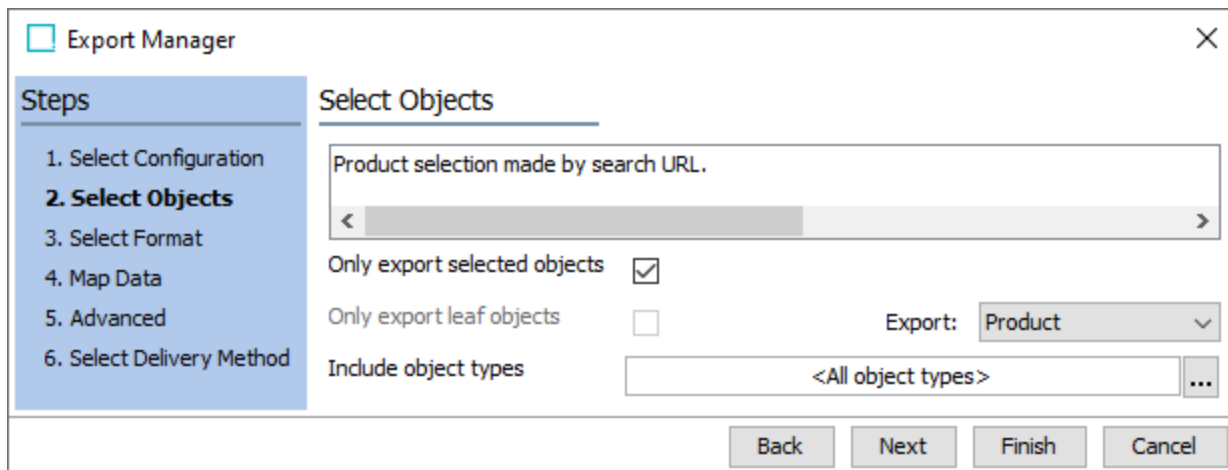 Export Manager
Steps
1. Select Configuration
2. Select Objects
3. Select Format
4. Map Data
5. Advanced
6. Select Delivery Method
Select Objects
Product selection made by search URL.
Only export selected objects
Only export leaf objects
Export: Product
Include object types
<All object types>
...
Back
Next
Finish
Cancel